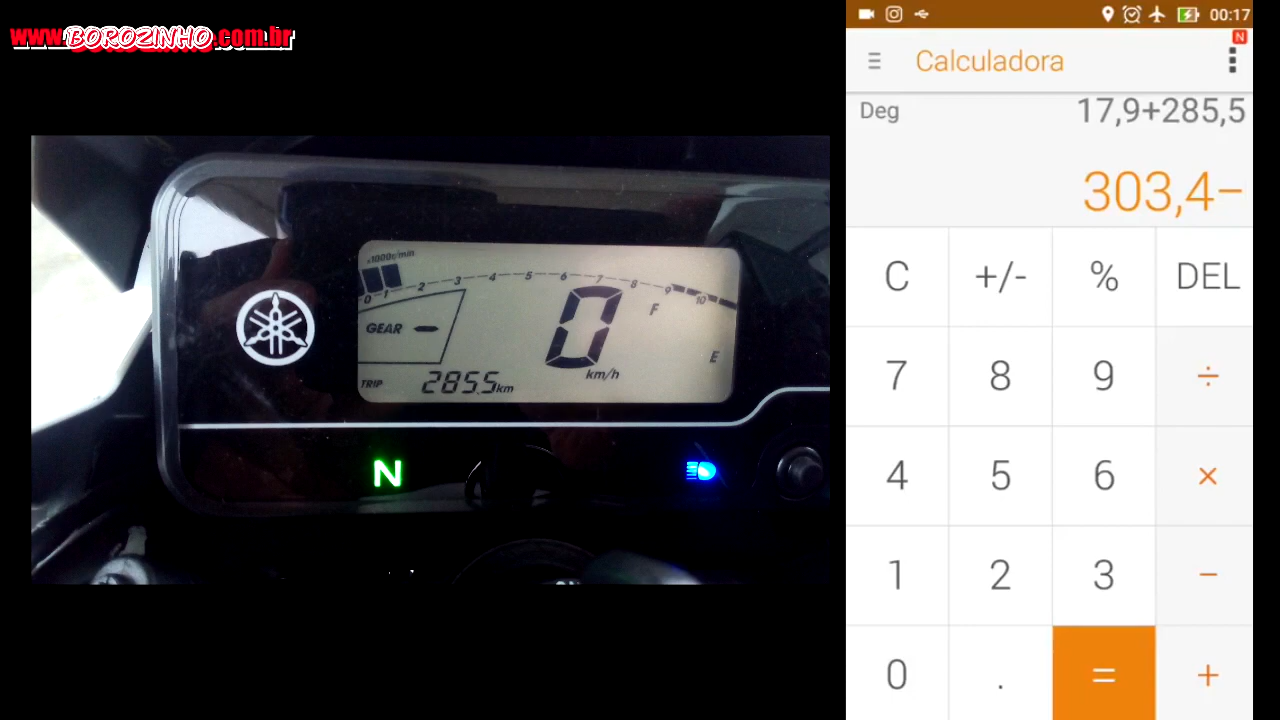 www.BOROZINHO.com.br
x1000r/min
0 1 2 3 4 5 6 7 8 9 10
GEAR -
0
km/h
F
E
TRIP 285.5 km
N
00:17
N
Calculadora
Deg 17,9+285,5
303,4−
C +/- % DEL
7 8 9 ÷
4 5 6 ×
1 2 3 −
0 . = +